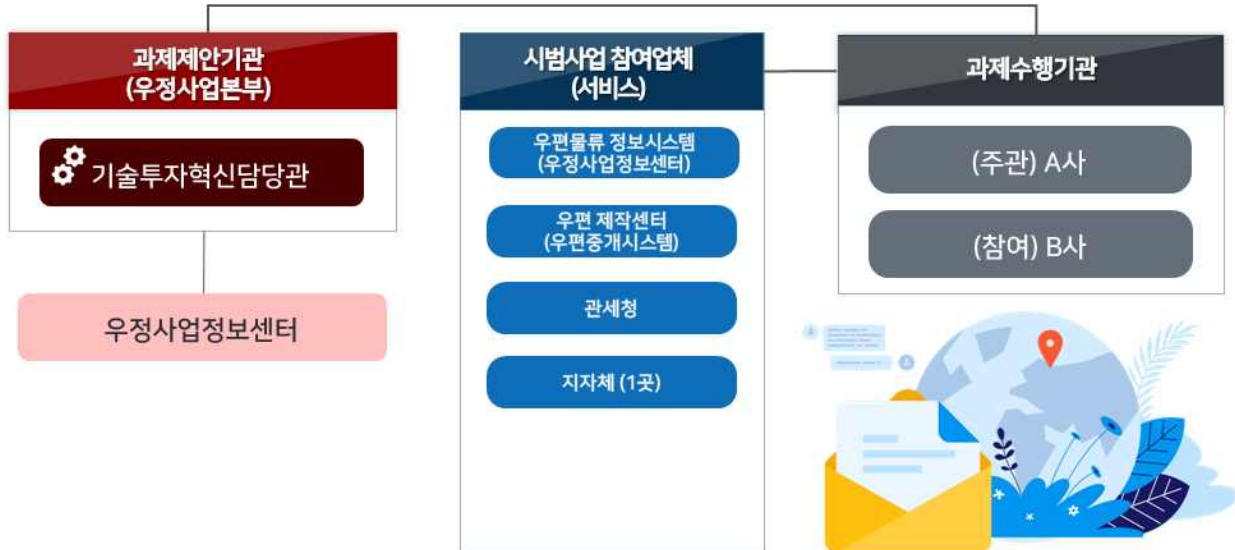 과제제안기관
(우정사업본부)
기술투자혁신담당관
우정사업정보센터
시범사업 참여업체
(서비스)
우편물류 정보시스템
(우정사업정보센터)
우편 제작센터
(우편중개시스템)
관세청
지자체 (1곳)
과제수행기관
(주관) A사
(참여) B사